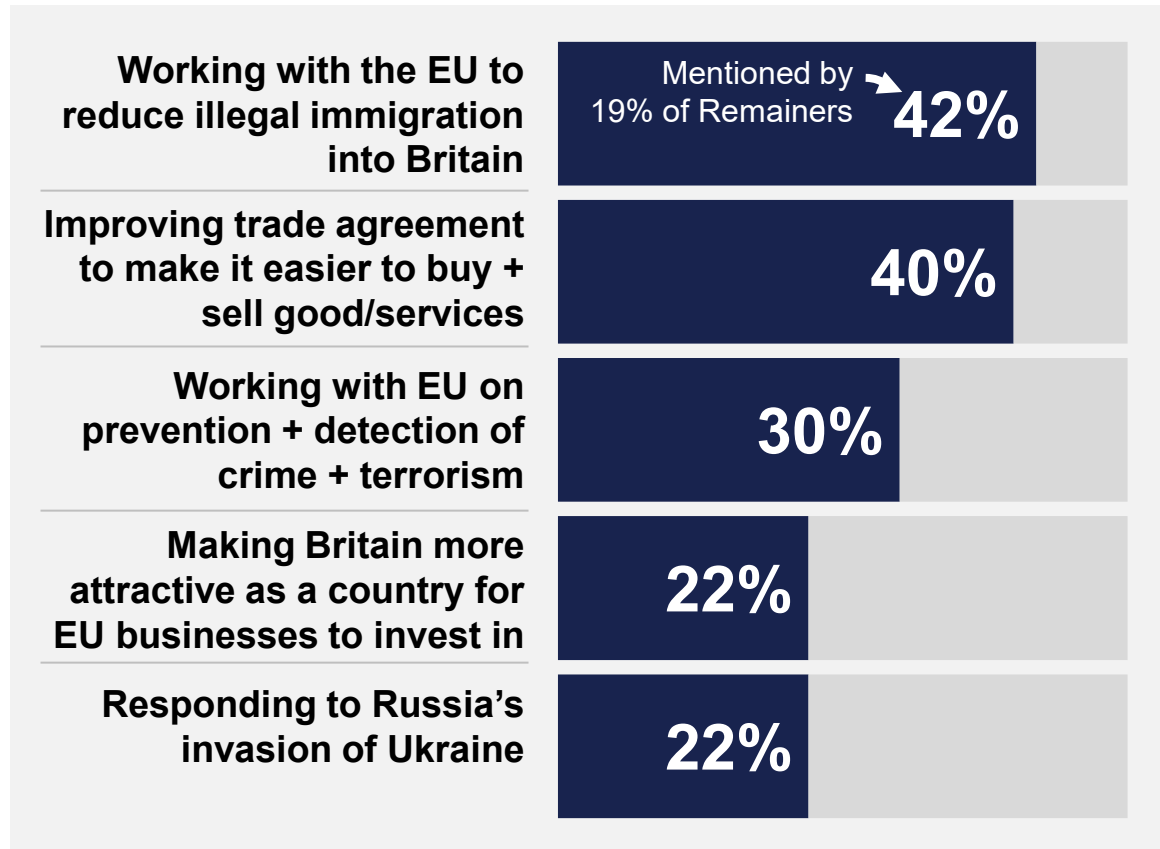 Working with the EU to
reduce illegal immigration
into Britain
Mentioned by
19% of Remainers
42%
Improving trade agreement
to make it easier to buy +
sell good/services
40%
Working with EU on
prevention + detection of
crime + terrorism
30%
Making Britain more
attractive as a country for
EU businesses to invest in
22%
Responding to Russia’s
invasion of Ukraine
22%